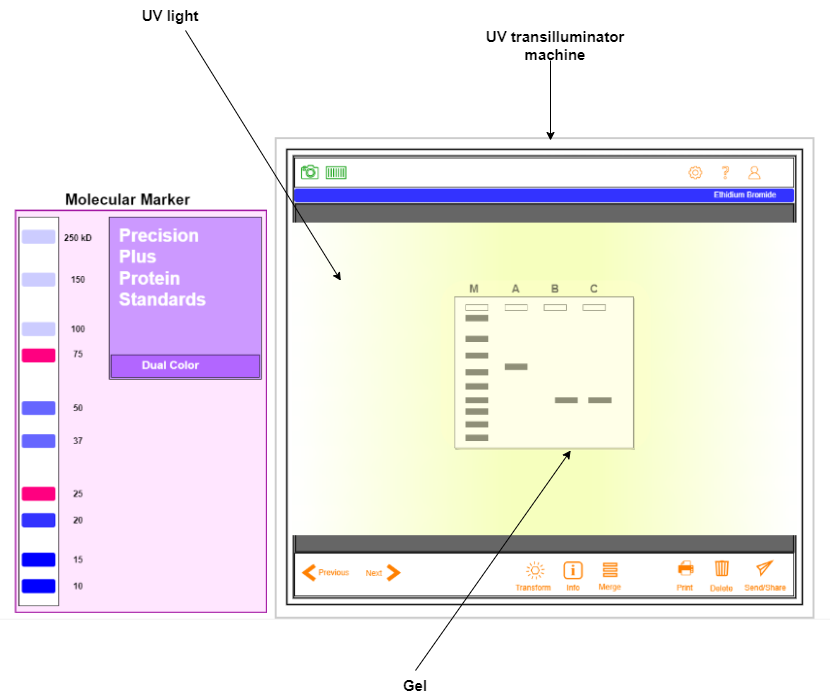 UV light
UV transilluminator
machine
Ethidium Bromide
Molecular Marker
250 kD
150
100
75
50
37
25
20
15
10
Precision
Plus
Protein
Standards
Dual Color
M A B C
Previous Next Transform Info Merge Print Delete Send/Share
Gel